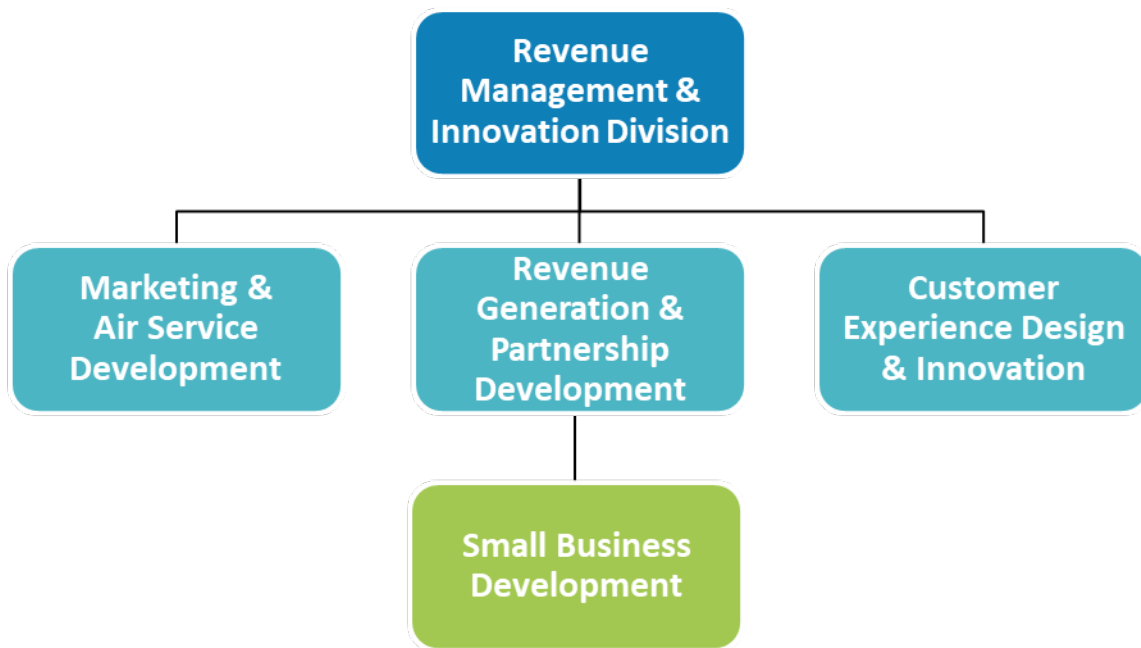 Revenue
Management &
Innovation Division
Marketing &
Air Service
Development
Revenue
Generation &
Partnership
Development
Customer
Experience Design
& Innovation
Small Business
Development